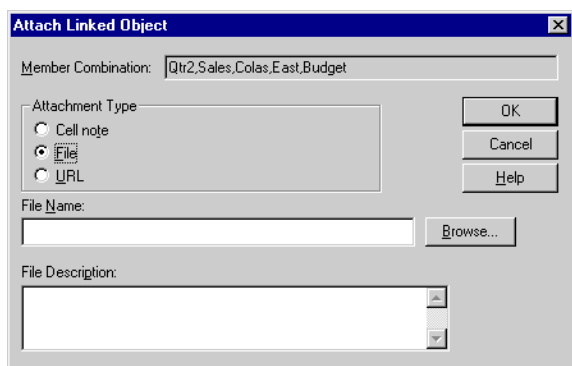 Attach Linked Object
Member Combination: Qtr2,Sales,Colas,East,Budget
Attachment Type
Cell note
File
URL
OK
Cancel
Help
File Name:
Browse...
File Description: